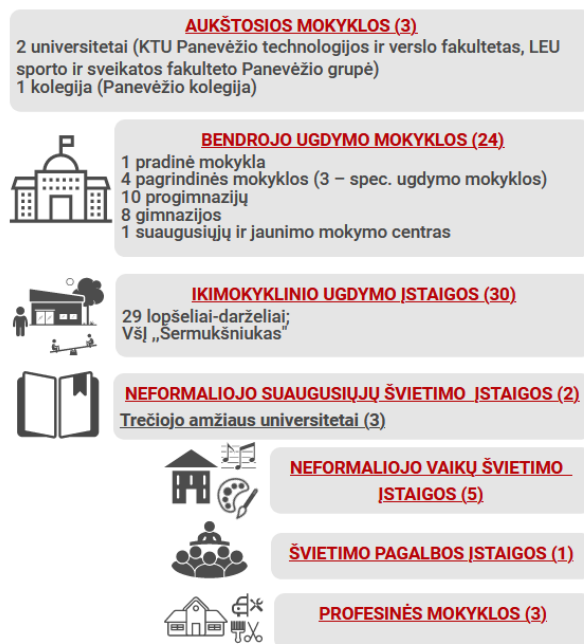 AUKŠTOSIOS MOKYKLOS (3)
2 universitetai (KTU Panevėžio technologijos ir verslo fakultetas, LEU
sporto ir sveikatos fakulteto Panevėžio grupė)
1 kolegija (Panevėžio kolegija)
BENDROJO UGDYMO MOKYKLOS (24)
1 pradinė mokykla
4 pagrindinės mokyklos (3 – spec. ugdymo mokyklos)
10 progimnazijų
8 gimnazijos
1 suaugusiųjų ir jaunimo mokymo centras
IKIMOKYKLINIO UGDYMO ĮSTAIGOS (30)
29 lopšeliai-darželiai;
VšĮ ,,Sermukšniukas"
NEFORMALIOJO SUAUGUSIŲJŲ ŠVIETIMO ĮSTAIGOS (2)
Trečiojo amžiaus universitetai (3)
NEFORMALIOJO VAIKŲ ŠVIETIMO
ĮSTAIGOS (5)
ŠVIETIMO PAGALBOS ĮSTAIGOS (1)
PROFESINĖS MOKYKLOS (3)